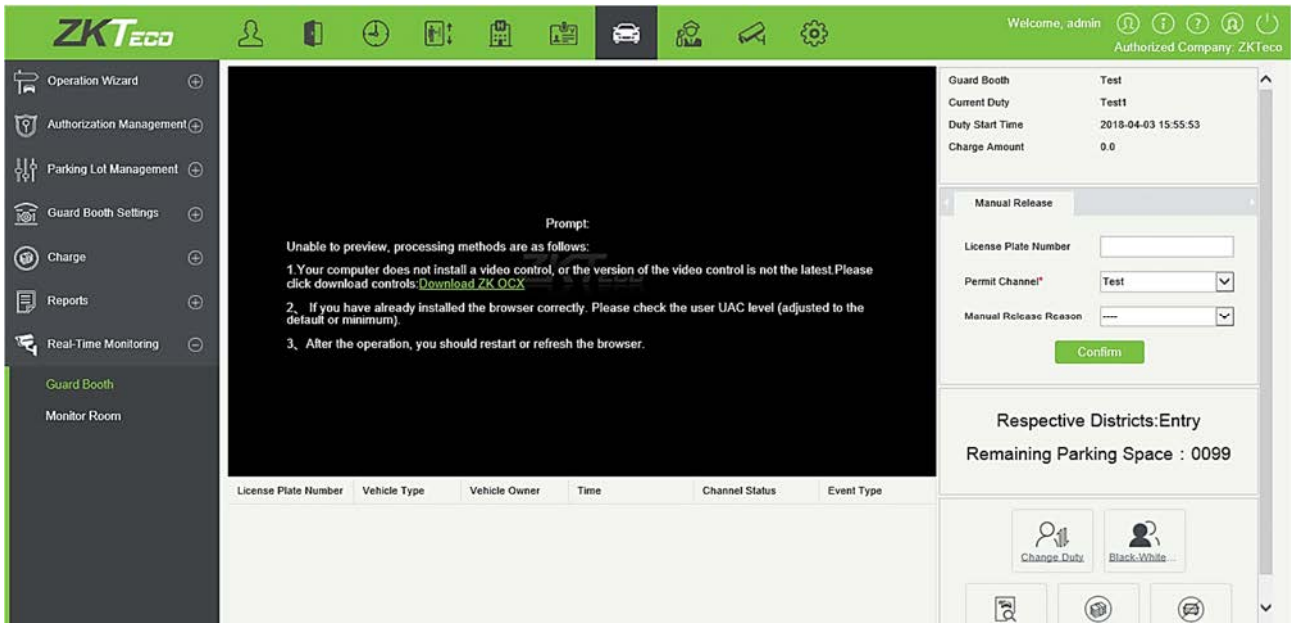 ZKTECO
Welcome, admin
Authorized Company: ZKTeco
Operation Wizard
Authorization Management
Parking Lot Management
Guard Booth Settings
Charge
Reports
Real-Time Monitoring
Guard Booth
Monitor Room
Prompt:
Unable to preview, processing methods are as follows:
1.Your computer does not install a video control, or the version of the video control is not the latest.Please
click download controls:Download ZK OCX
2、 If you have already installed the browser correctly. Please check the user UAC level (adjusted to the
default or minimum).
3、After the operation, you should restart or refresh the browser.
License Plate Number Vehicle Type Vehicle Owner Time Channel Status Event Type
Guard Booth Test
Current Duty Test1
Duty Start Time 2018-04-03 15:55:53
Charge Amount 0.0
Manual Release
License Plate Number
Permit Channel* Test
Manual Release Reason ----
Confirm
Respective Districts:Entry
Remaining Parking Space : 0099
Change Duty Black-White...